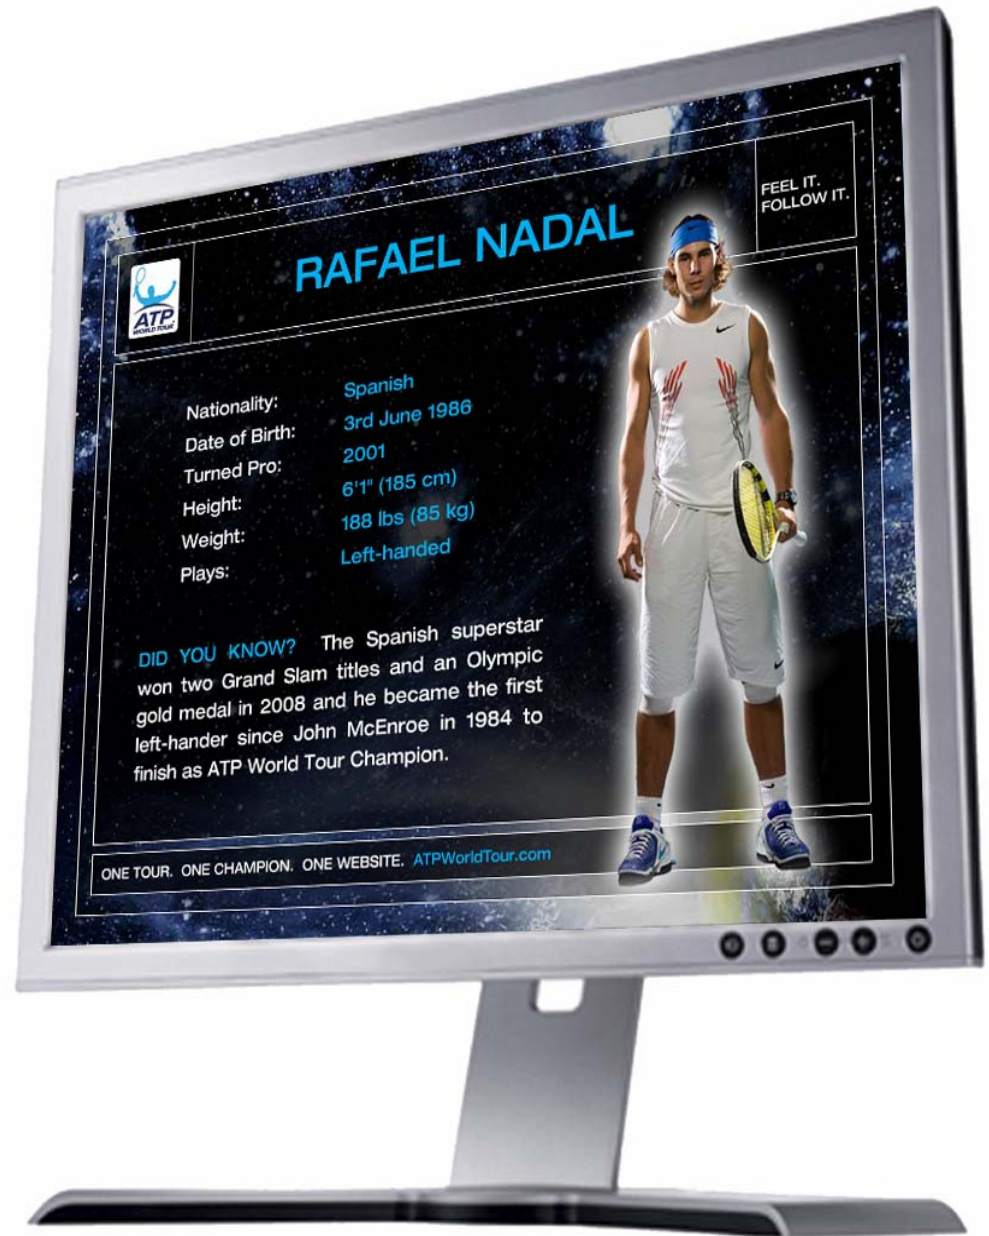 FEEL IT.
FOLLOW IT.
RAFAEL NADAL
ATP
WORLD TOUR
Nationality: Spanish
Date of Birth: 3rd June 1986
Turned Pro: 2001
Height: 6'1" (185 cm)
Weight: 188 lbs (85 kg)
Plays: Left-handed
DID YOU KNOW? The Spanish superstar
won two Grand Slam titles and an Olympic
gold medal in 2008 and he became the first
left-hander since John McEnroe in 1984 to
finish as ATP World Tour Champion.
ONE TOUR. ONE CHAMPION. ONE WEBSITE. ATPWorldTour.com